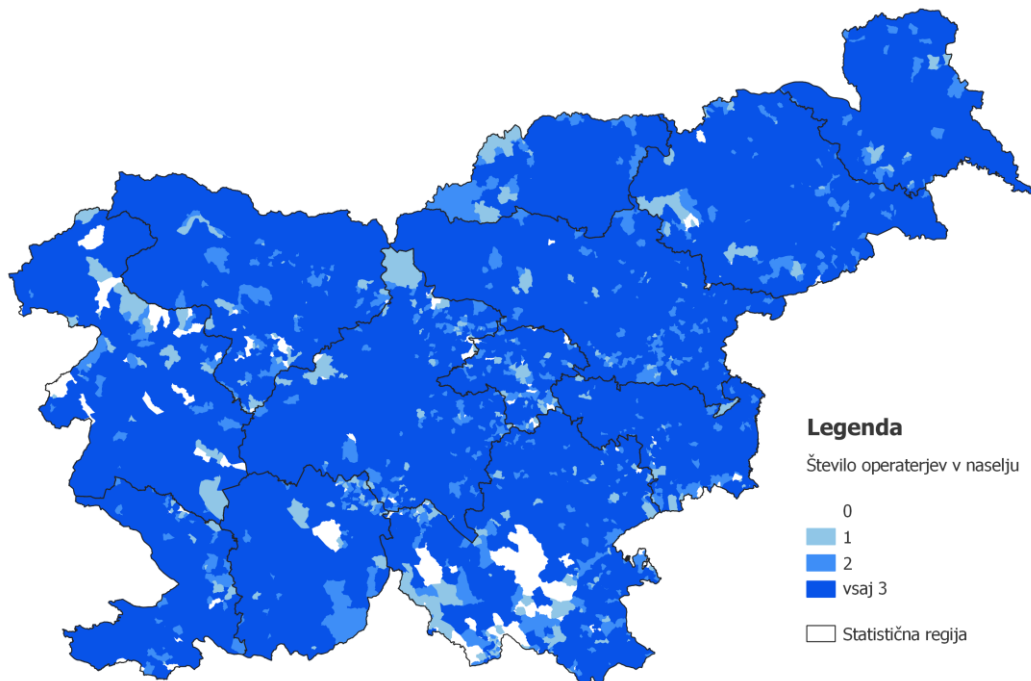 Legenda
Število operaterjev v naselju
0
1
2
vsaj 3
Statistična regija